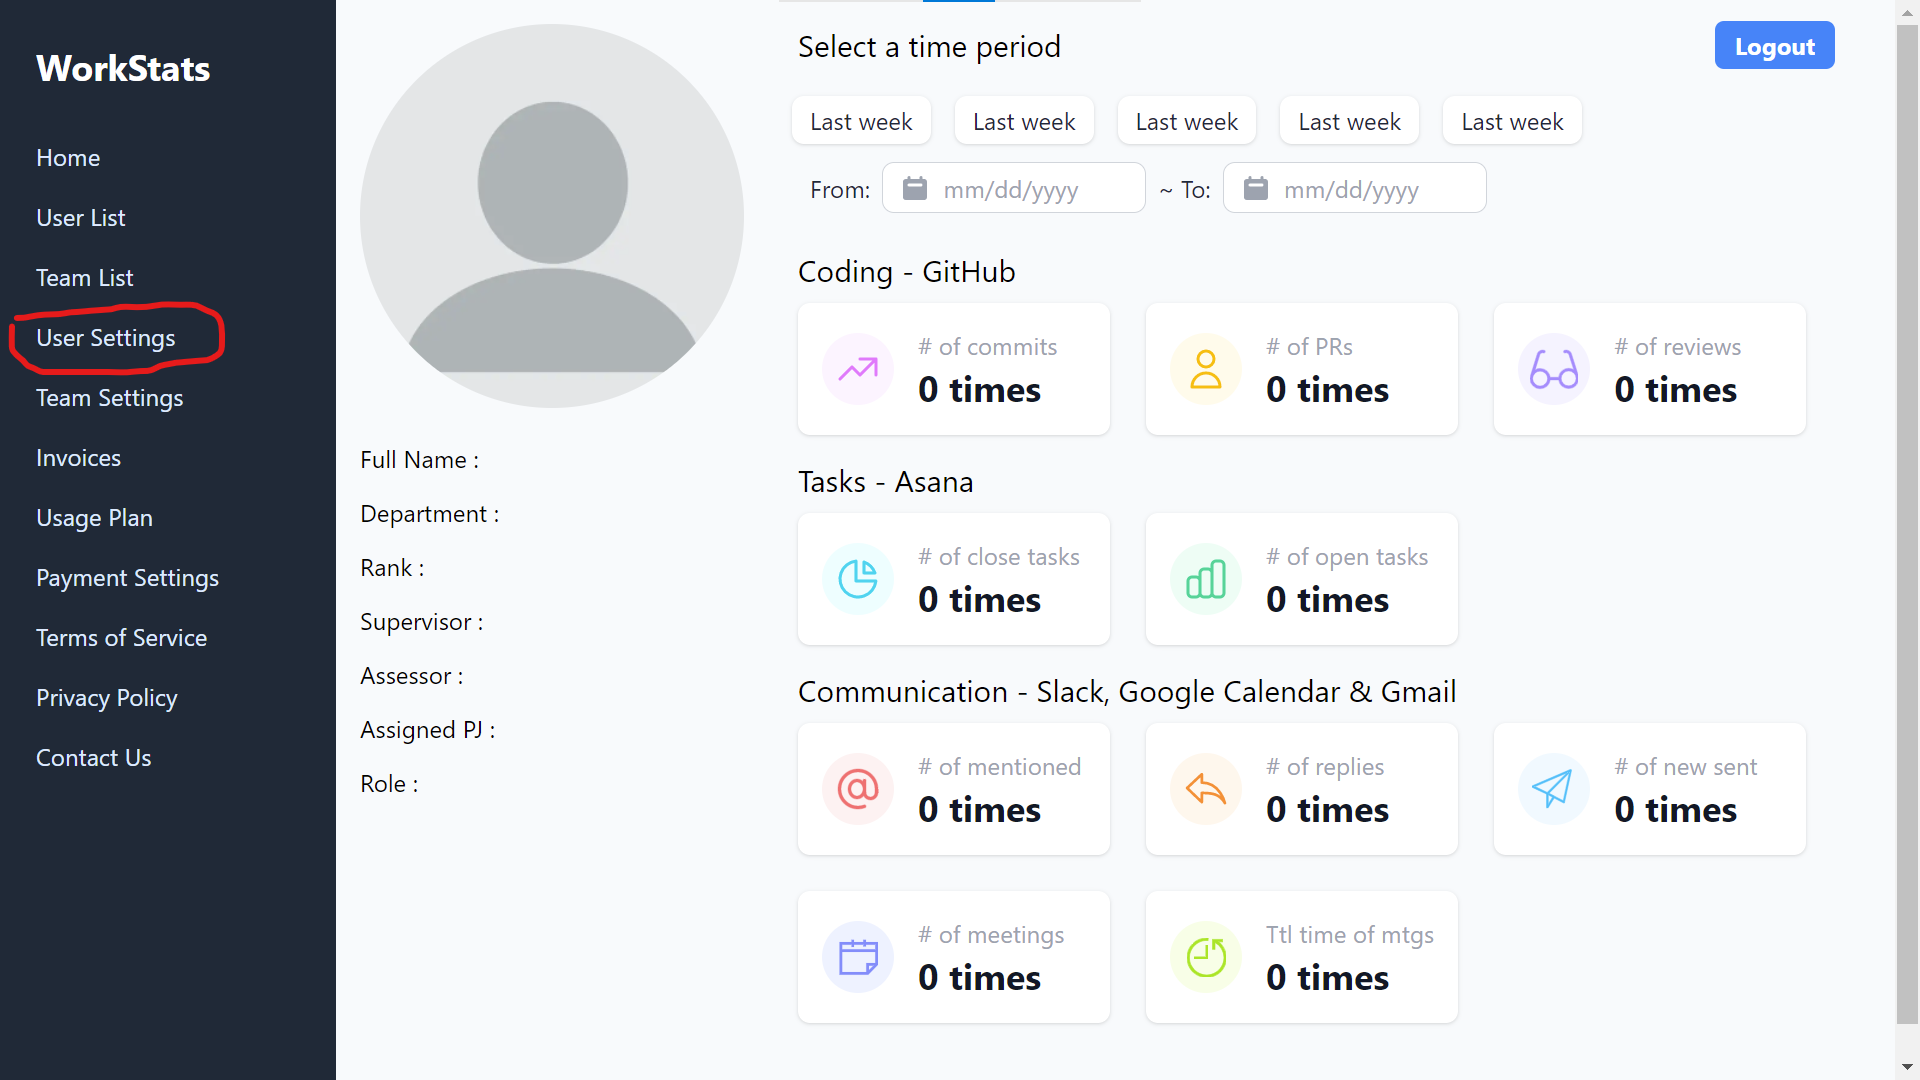 WorkStats
Home
User List
Team List
User Settings
Team Settings
Invoices
Usage Plan
Payment Settings
Terms of Service
Privacy Policy
Contact Us
Full Name :
Department :
Rank :
Supervisor :
Assessor :
Assigned PJ :
Role :
Select a time period
Logout
Last week Last week Last week Last week Last week
From: mm/dd/yyyy ~ To: mm/dd/yyyy
Coding - GitHub
# of commits
0 times
# of PRs
0 times
# of reviews
0 times
Tasks - Asana
# of close tasks
0 times
# of open tasks
0 times
Communication - Slack, Google Calendar & Gmail
# of mentioned
0 times
# of replies
0 times
# of new sent
0 times
# of meetings
0 times
Ttl time of mtgs
0 times